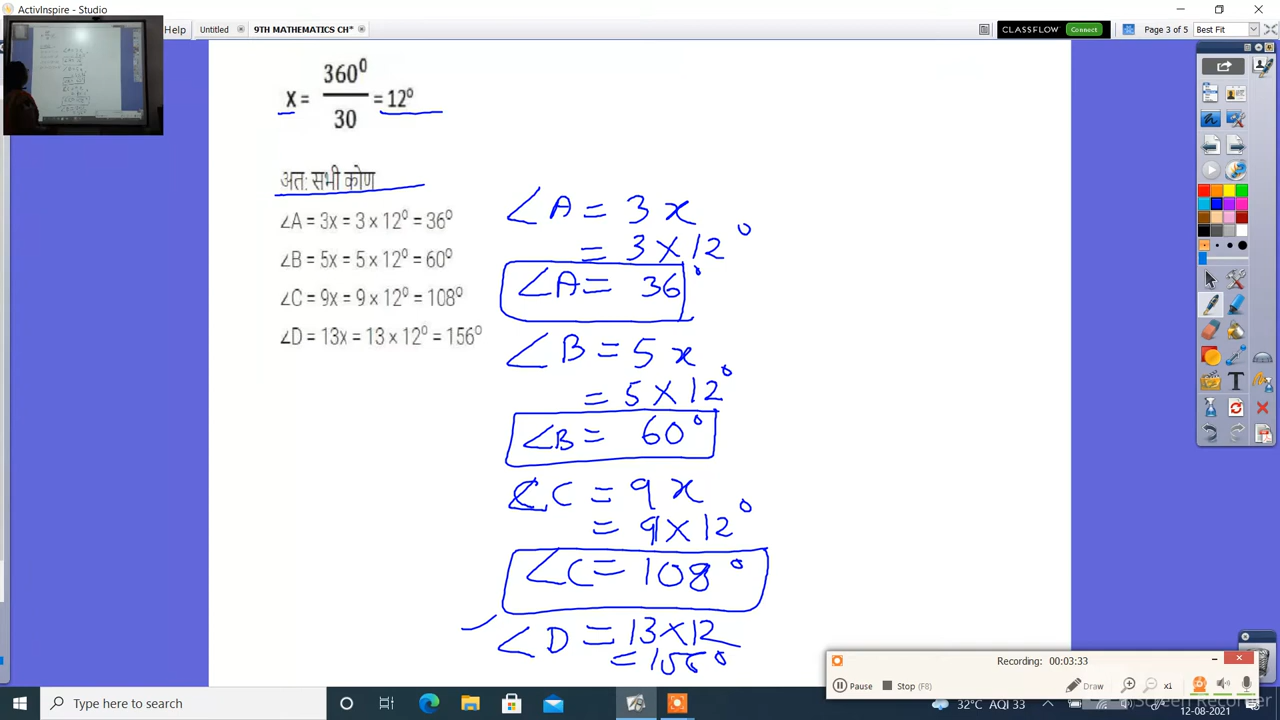 ActivInspire - Studio
Help
Untitled
9TH MATHEMATICS CH*
CLASSFLOW Connect
Page 3 of 5
Best Fit
x = 360⁰/30 = 12⁰
अतः सभी कोण
∠A = 3x = 3 x 12⁰ = 36⁰
∠B = 5x = 5 x 12⁰ = 60⁰
∠C = 9x = 9 x 12⁰ = 108⁰
∠D = 13x = 13 x 12⁰ = 156⁰
∠A = 3x
= 3×12°
∠A = 36°
∠B = 5x
= 5×12°
∠B = 60°
∠C = 9x
= 9×12°
∠C = 108°
∠D = 13×12
= 156°
Recording: 00:03:33
Pause
Stop (F8)
Draw
x1
Type here to search
32°C AQI 33
12-08-2021
Screen Recorder